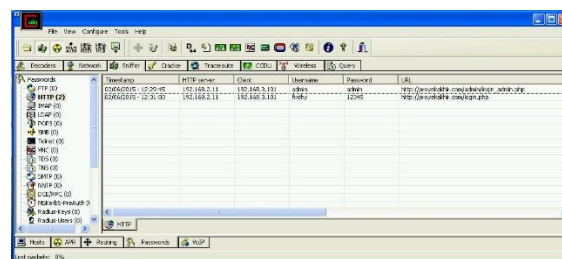 File View Configure Tools Help
Decoders Network Sniffer Cracker Traceroute CCDU Wireless Query
Passwords
FTP (0)
HTTP (2)
IMAP (0)
LDAP (0)
POP3 (0)
SMB (0)
Telnet (0)
VNC (0)
TDS (0)
TNS (0)
SMTP (0)
NNTP (0)
DCE/RPC (0)
MSKerb5-PreAuth (0
Radius-Keys (0)
Radius-Users (0)
Timestamp HTTP server Client Username Password URL
02/06/2015 - 12:29:45 192.168.2.11 192.168.3.101 admin admin http://proyekakhir.com/admin/login_admin.php
02/06/2015 - 12:31:03 192.168.2.11 192.168.3.101 12345 http://proyekakhir.com/login.php
HTTP
Hosts APR Routing Passwords VoIP
Lost packets: 0%